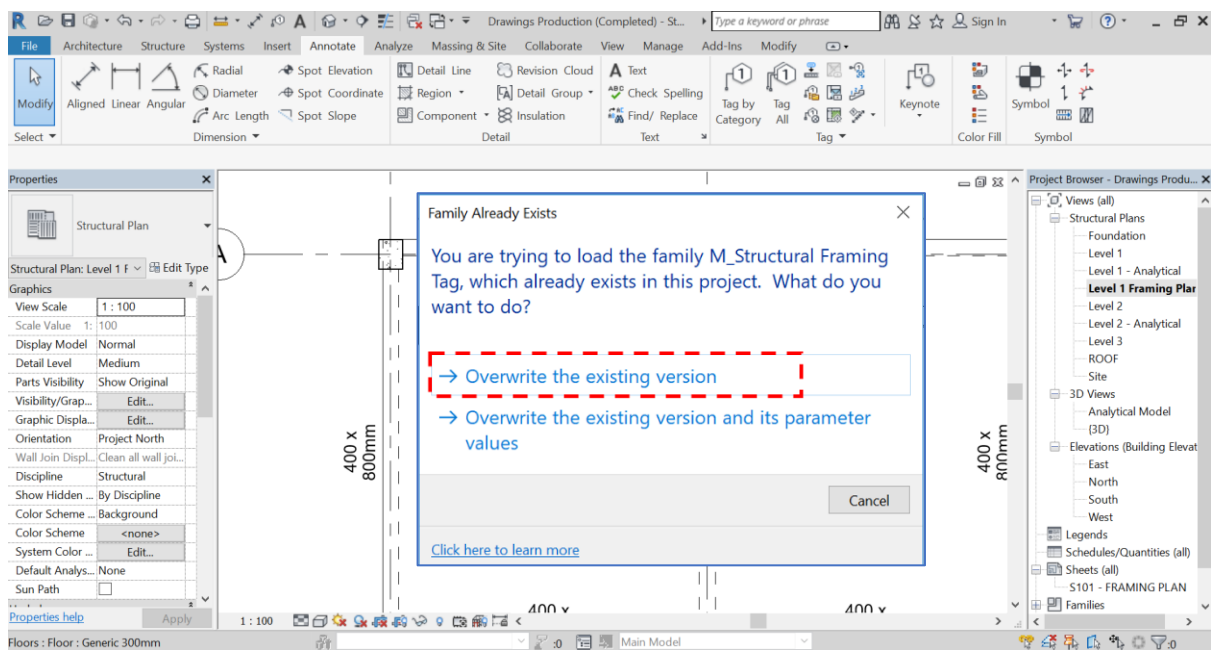 Drawings Production (Completed) - St... Type a keyword or phrase Sign In
File Architecture Structure Systems Insert Annotate Analyze Massing & Site Collaborate View Manage Add-Ins Modify
Modify
Aligned Linear Angular
Radial
Diameter
Arc Length
Spot Elevation
Spot Coordinate
Spot Slope
Detail Line
Region
Component
Revision Cloud
Detail Group
Insulation
A Text
Check Spelling
Find/ Replace
Tag by Category
Tag All
Keynote
Symbol
Select Dimension Detail Text Tag Color Fill Symbol
Properties
Structural Plan
Structural Plan: Level 1 F Edit Type
Graphics
View Scale 1 : 100
Scale Value 1: 100
Display Model Normal
Detail Level Medium
Parts Visibility Show Original
Visibility/Grap... Edit...
Graphic Displa... Edit...
Orientation Project North
Wall Join Displ... Clean all wall joi...
Discipline Structural
Show Hidden ... By Discipline
Color Scheme ... Background
Color Scheme <none>
System Color ... Edit...
Default Analys... None
Sun Path
Properties help Apply
A
400 x
800mm
Family Already Exists
You are trying to load the family M_Structural Framing
Tag, which already exists in this project. What do you
want to do?
→ Overwrite the existing version
→ Overwrite the existing version and its parameter
values
Cancel
Click here to learn more
400 x
800mm
400 x
400 x
Project Browser - Drawings Produ...
Views (all)
Structural Plans
Foundation
Level 1
Level 1 - Analytical
Level 1 Framing Plar
Level 2
Level 2 - Analytical
Level 3
ROOF
Site
3D Views
Analytical Model
{3D}
Elevations (Building Elevat
East
North
South
West
Legends
Schedules/Quantities (all)
Sheets (all)
S101 - FRAMING PLAN
Families
1 : 100
Floors : Floor : Generic 300mm
:0 Main Model :0